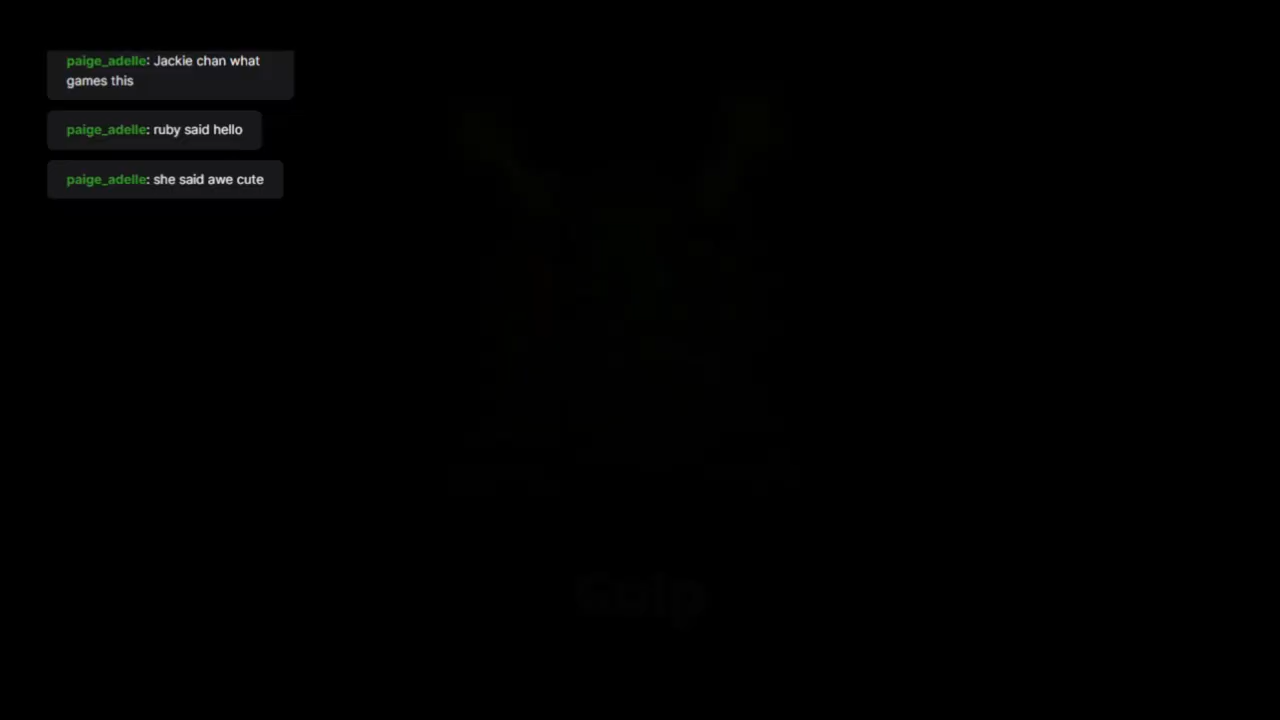 paige_adelle: Jackie chan what
games this
paige_adelle: ruby said hello
paige_adelle: she said awe cute